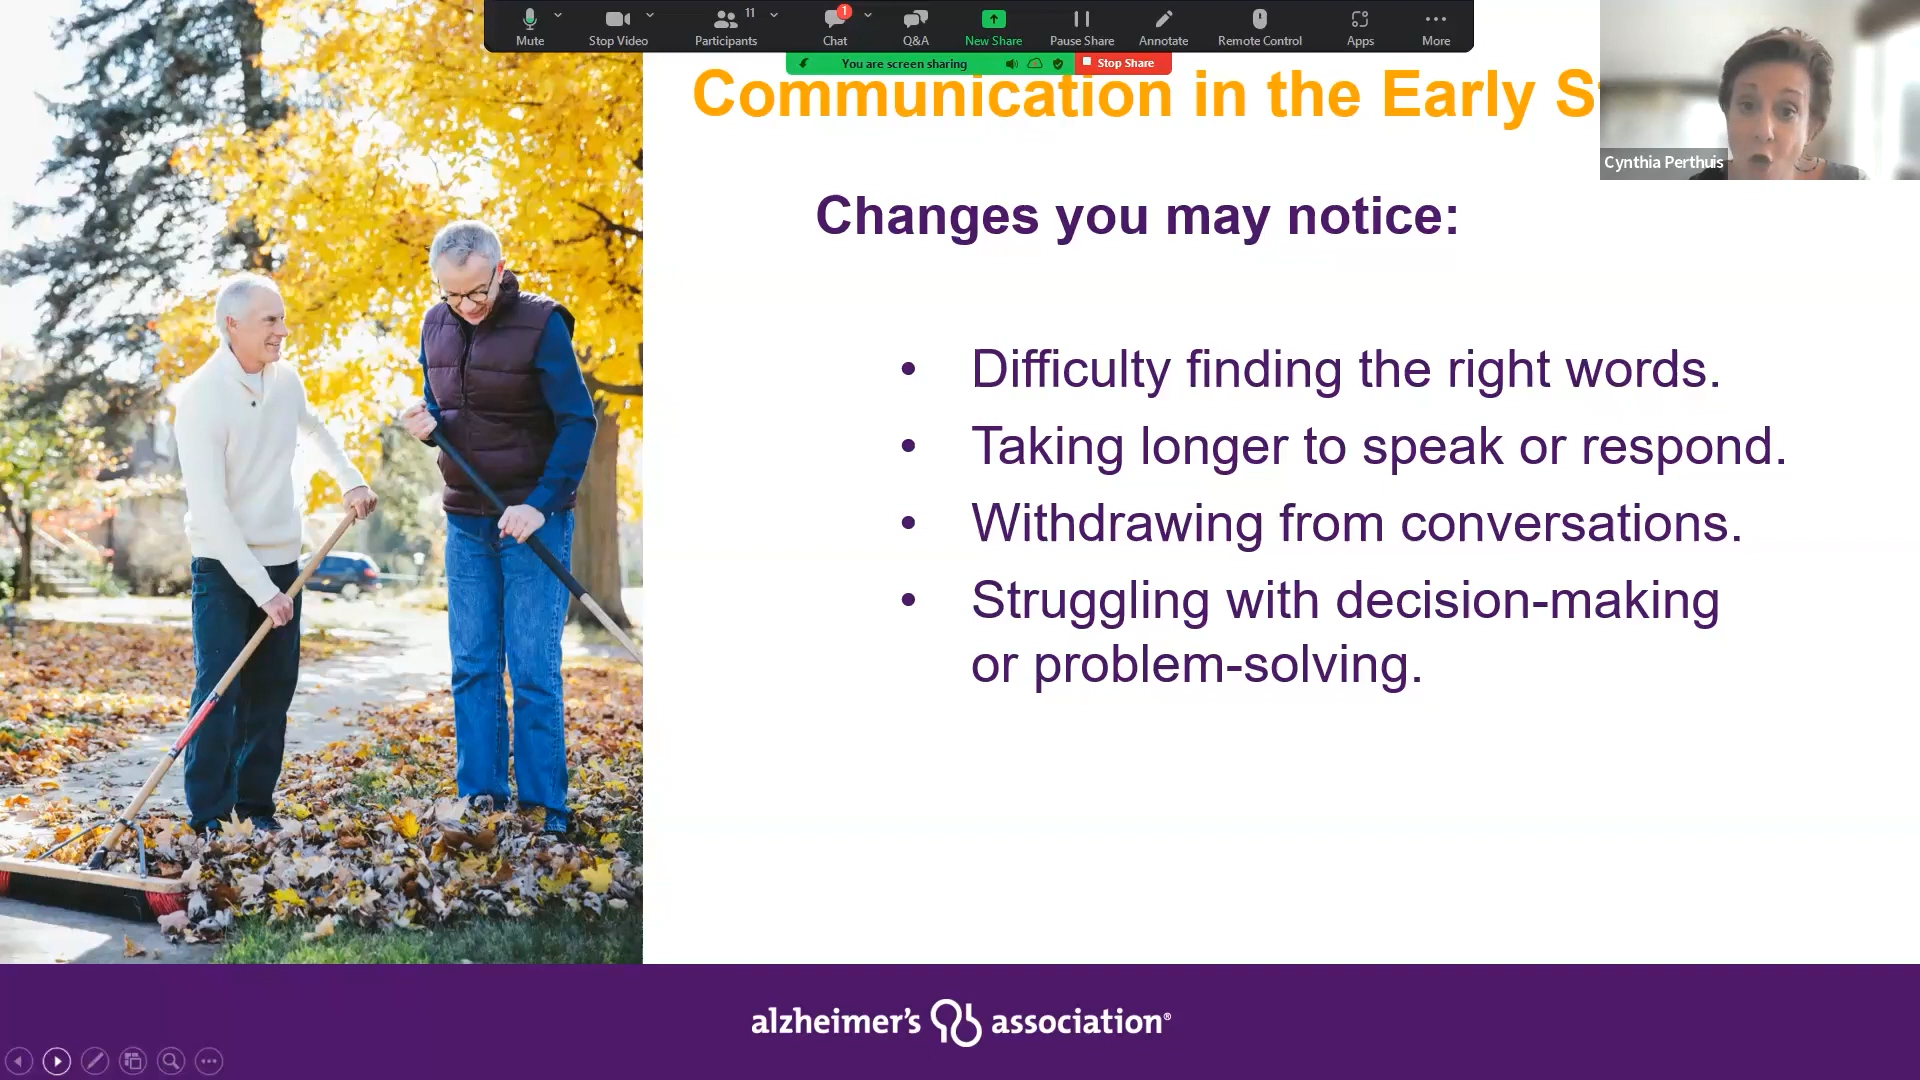 Mute
Stop Video
Participants
11
Chat
1
Q&A
New Share
Pause Share
Annotate
Remote Control
Apps
More
You are screen sharing
Stop Share
Communication in the Early S
Cynthia Perthuis
Changes you may notice:
• Difficulty finding the right words.
• Taking longer to speak or respond.
• Withdrawing from conversations.
• Struggling with decision-making
or problem-solving.
alzheimer's association®